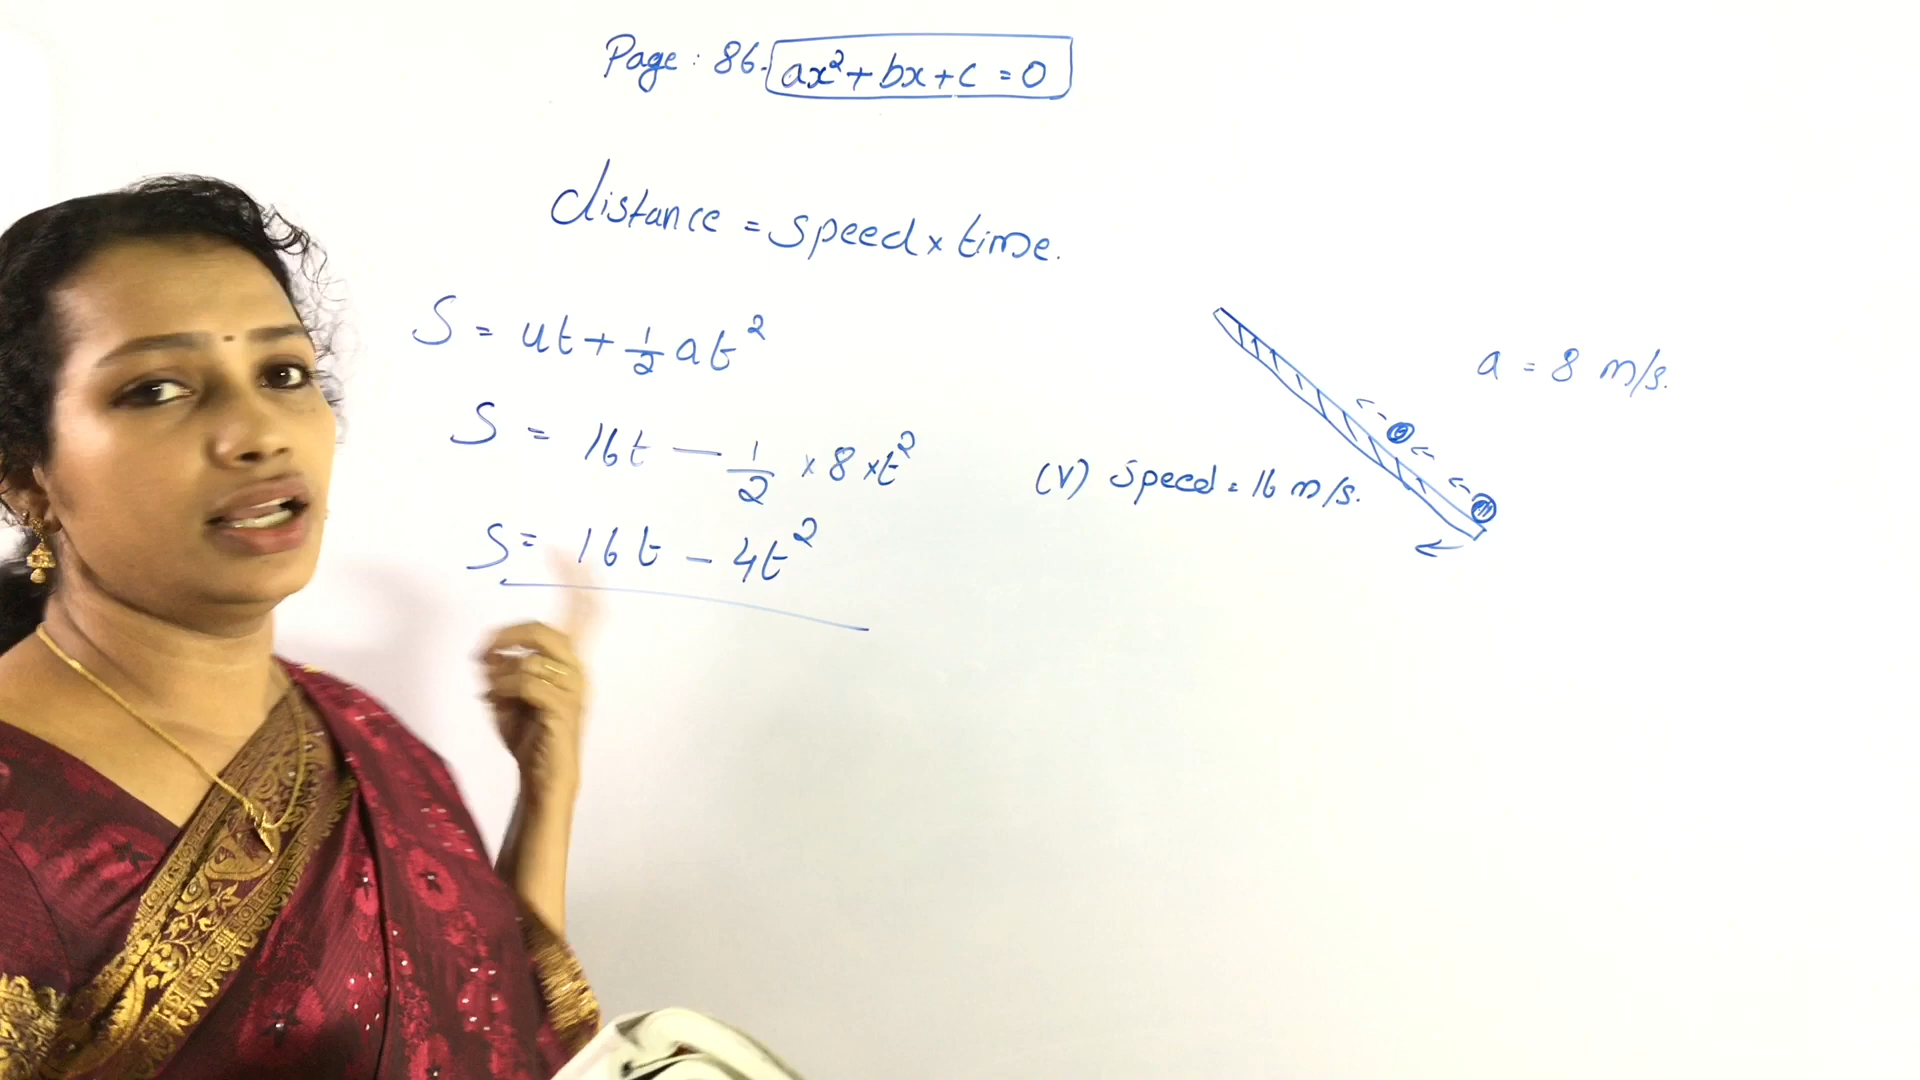 Page : 86. ax² + bx + c = 0
distance = speed × time.
S = ut + 1/2 at²
a = 8 m/s.
S = 16t — 1/2 × 8 × t²
(V) speed = 16 m/s.
S = 16t - 4t²